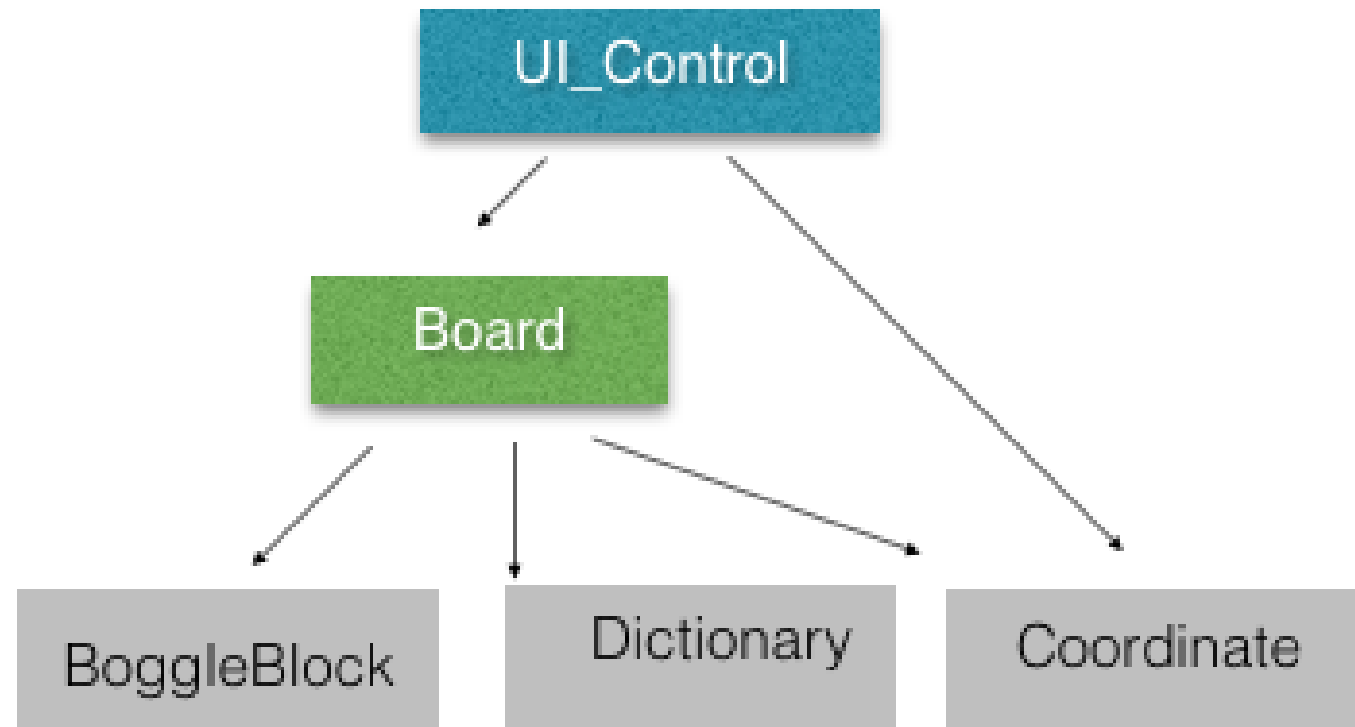 UI_Control
Board
BoggleBlock
Dictionary
Coordinate